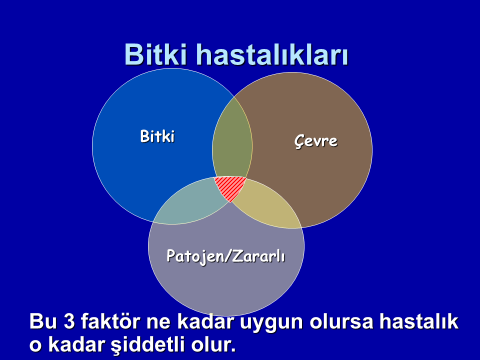 Bitki hastalıkları
Bitki
Çevre
Patojen/Zararlı
Bu 3 faktör ne kadar uygun olursa hastalık
o kadar şiddetli olur.